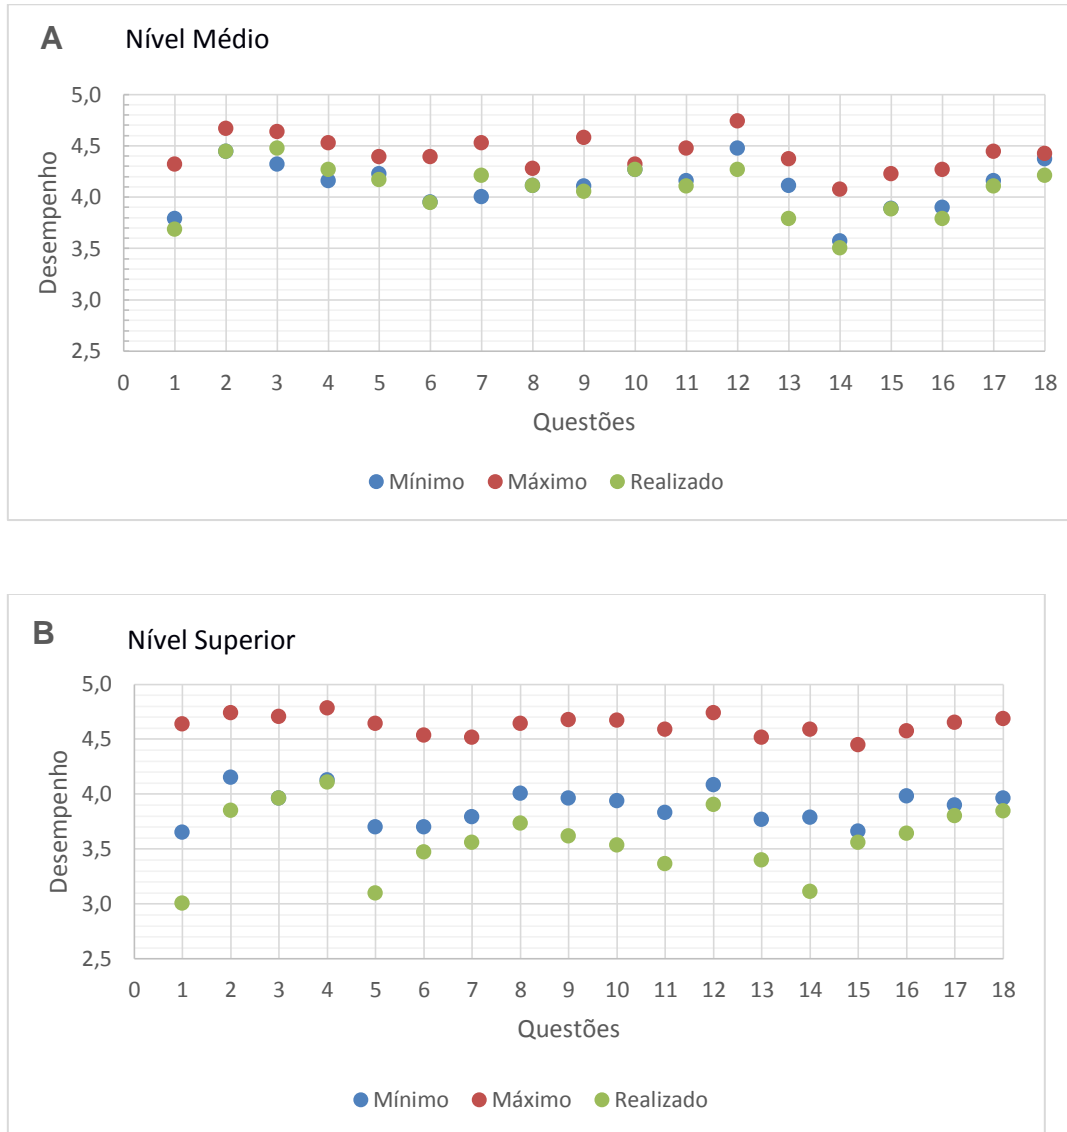 A Nível Médio
5,0
4,5
4,0
3,5
3,0
2,5
Desempenho
0 1 2 3 4 5 6 7 8 9 10 11 12 13 14 15 16 17 18
Questões
Mínimo Máximo Realizado
B Nível Superior
5,0
4,5
4,0
3,5
3,0
2,5
Desempenho
0 1 2 3 4 5 6 7 8 9 10 11 12 13 14 15 16 17 18
Questões
Mínimo Máximo Realizado